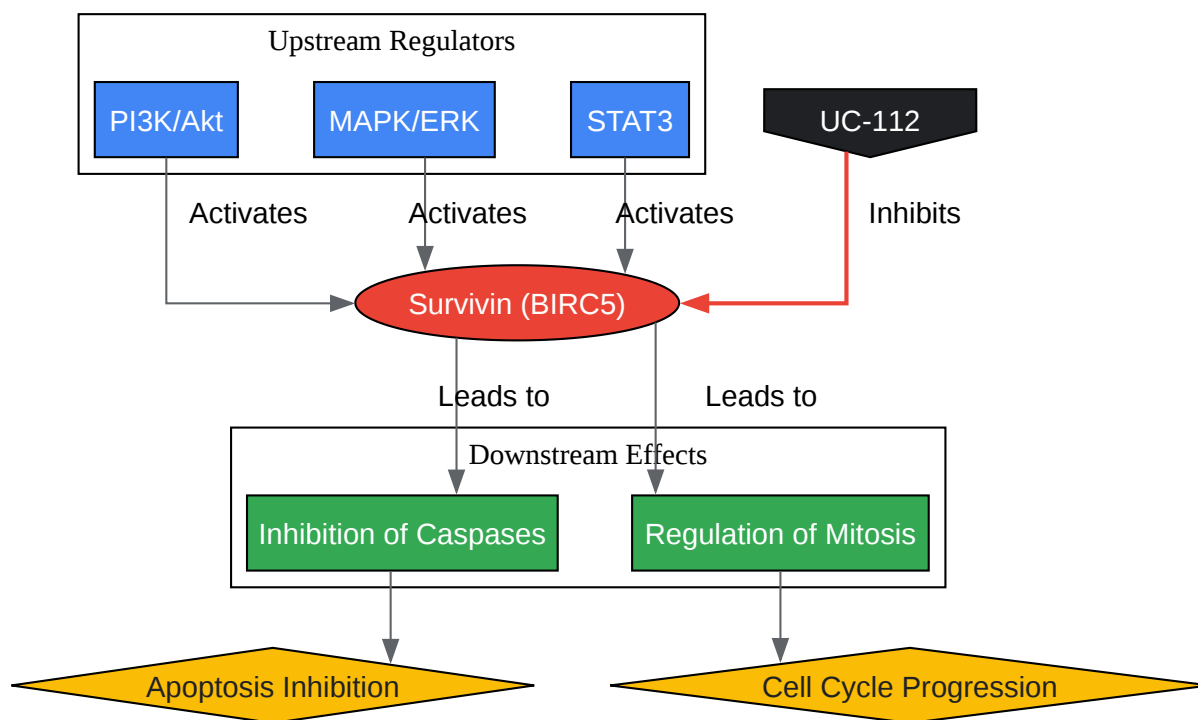 Upstream Regulators
PI3K/Akt
MAPK/ERK
STAT3
UC-112
Activates
Activates
Activates
Inhibits
Survivin (BIRC5)
Leads to
Leads to
Downstream Effects
Inhibition of Caspases
Regulation of Mitosis
Apoptosis Inhibition
Cell Cycle Progression